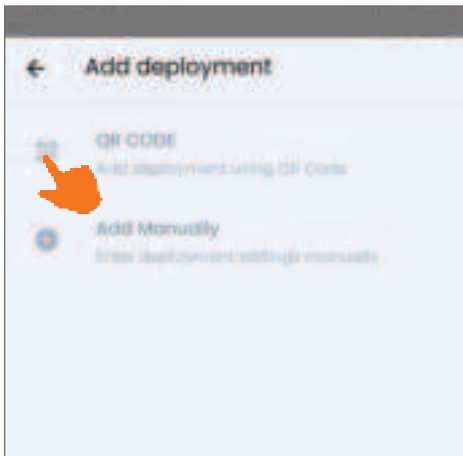 Add deployment
QR CODE
Add deployment using QR Code
Add Manually
Enter deployment settings manually